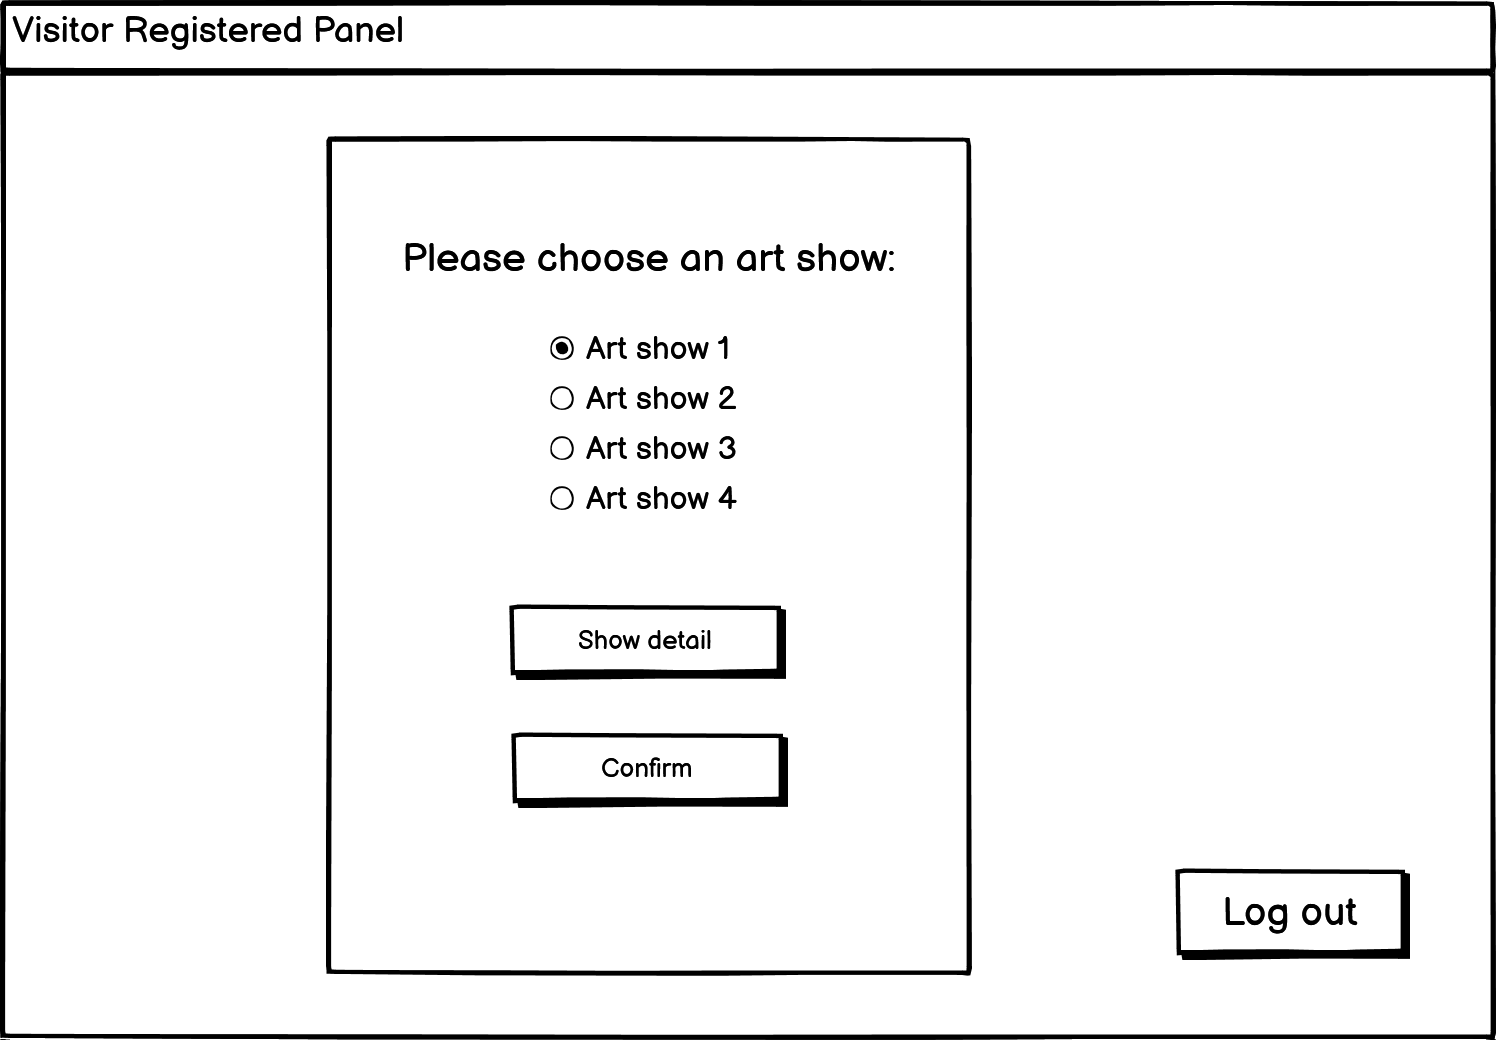 Visitor Registered Panel
Please choose an art show:
Art show 1
Art show 2
Art show 3
Art show 4
Show detail
Confirm
Log out